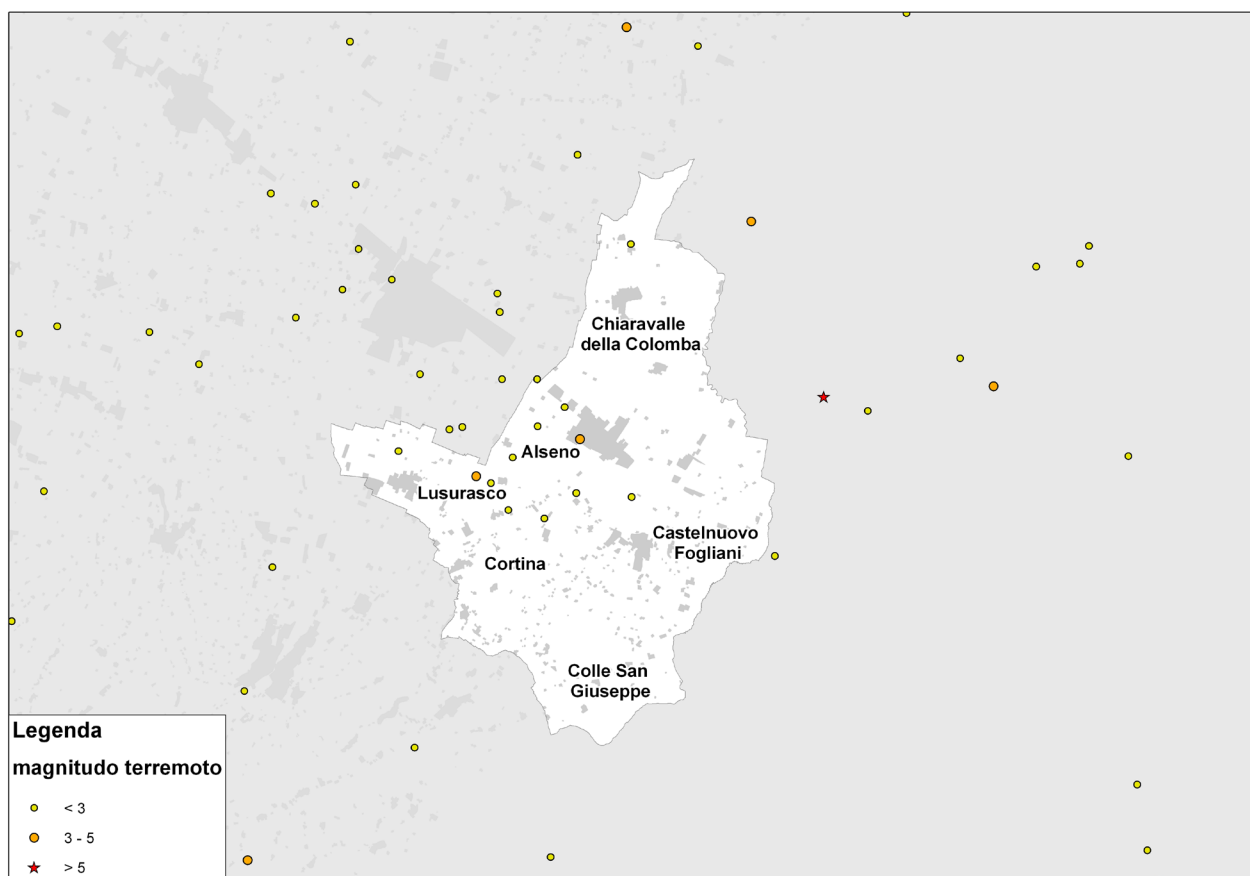 Chiaravalle
della Colomba
Alseno
Lusurasco
Castelnuovo
Fogliani
Cortina
Colle San
Giuseppe
Legenda
magnitudo terremoto
< 3
3 - 5
> 5